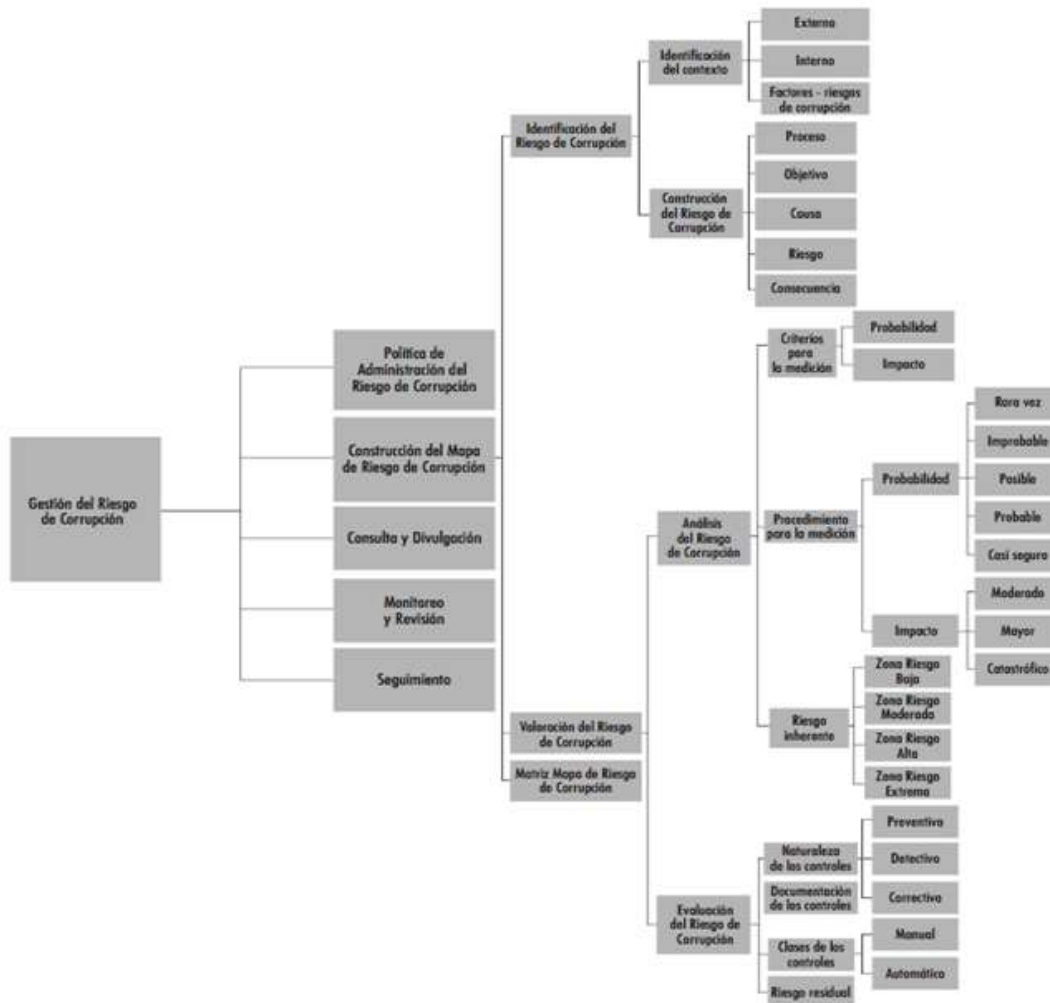 Gestión del Riesgo
de Corrupción
Política de
Administración del
Riesgo de Corrupción
Construcción del Mapa
de Riesgo de Corrupción
Consulta y Divulgación
Monitoreo
y Revisión
Seguimiento
Identificación del
Riesgo de Corrupción
Identificación
del contexto
Externo
Interno
Factores - riesgos
de corrupción
Construcción
del Riesgo de
Corrupción
Proceso
Objetivo
Causa
Riesgo
Consecuencia
Valoración del Riesgo
de Corrupción
Matriz Mapa de Riesgo
de Corrupción
Análisis
del Riesgo
de Corrupción
Criterios
para
la medición
Probabilidad
Impacto
Procedimiento
para la medición
Probabilidad
Rara vez
Improbable
Posible
Probable
Casi seguro
Impacto
Moderado
Mayor
Catastrófico
Riesgo
inherente
Zona Riesgo
Baja
Zona Riesgo
Moderada
Zona Riesgo
Alta
Zona Riesgo
Extrema
Evaluación
del Riesgo de
Corrupción
Naturaleza
de los controles
Preventivo
Detectivo
Correctivo
Documentación
de los controles
Clases de los
controles
Manual
Automático
Riesgo residual